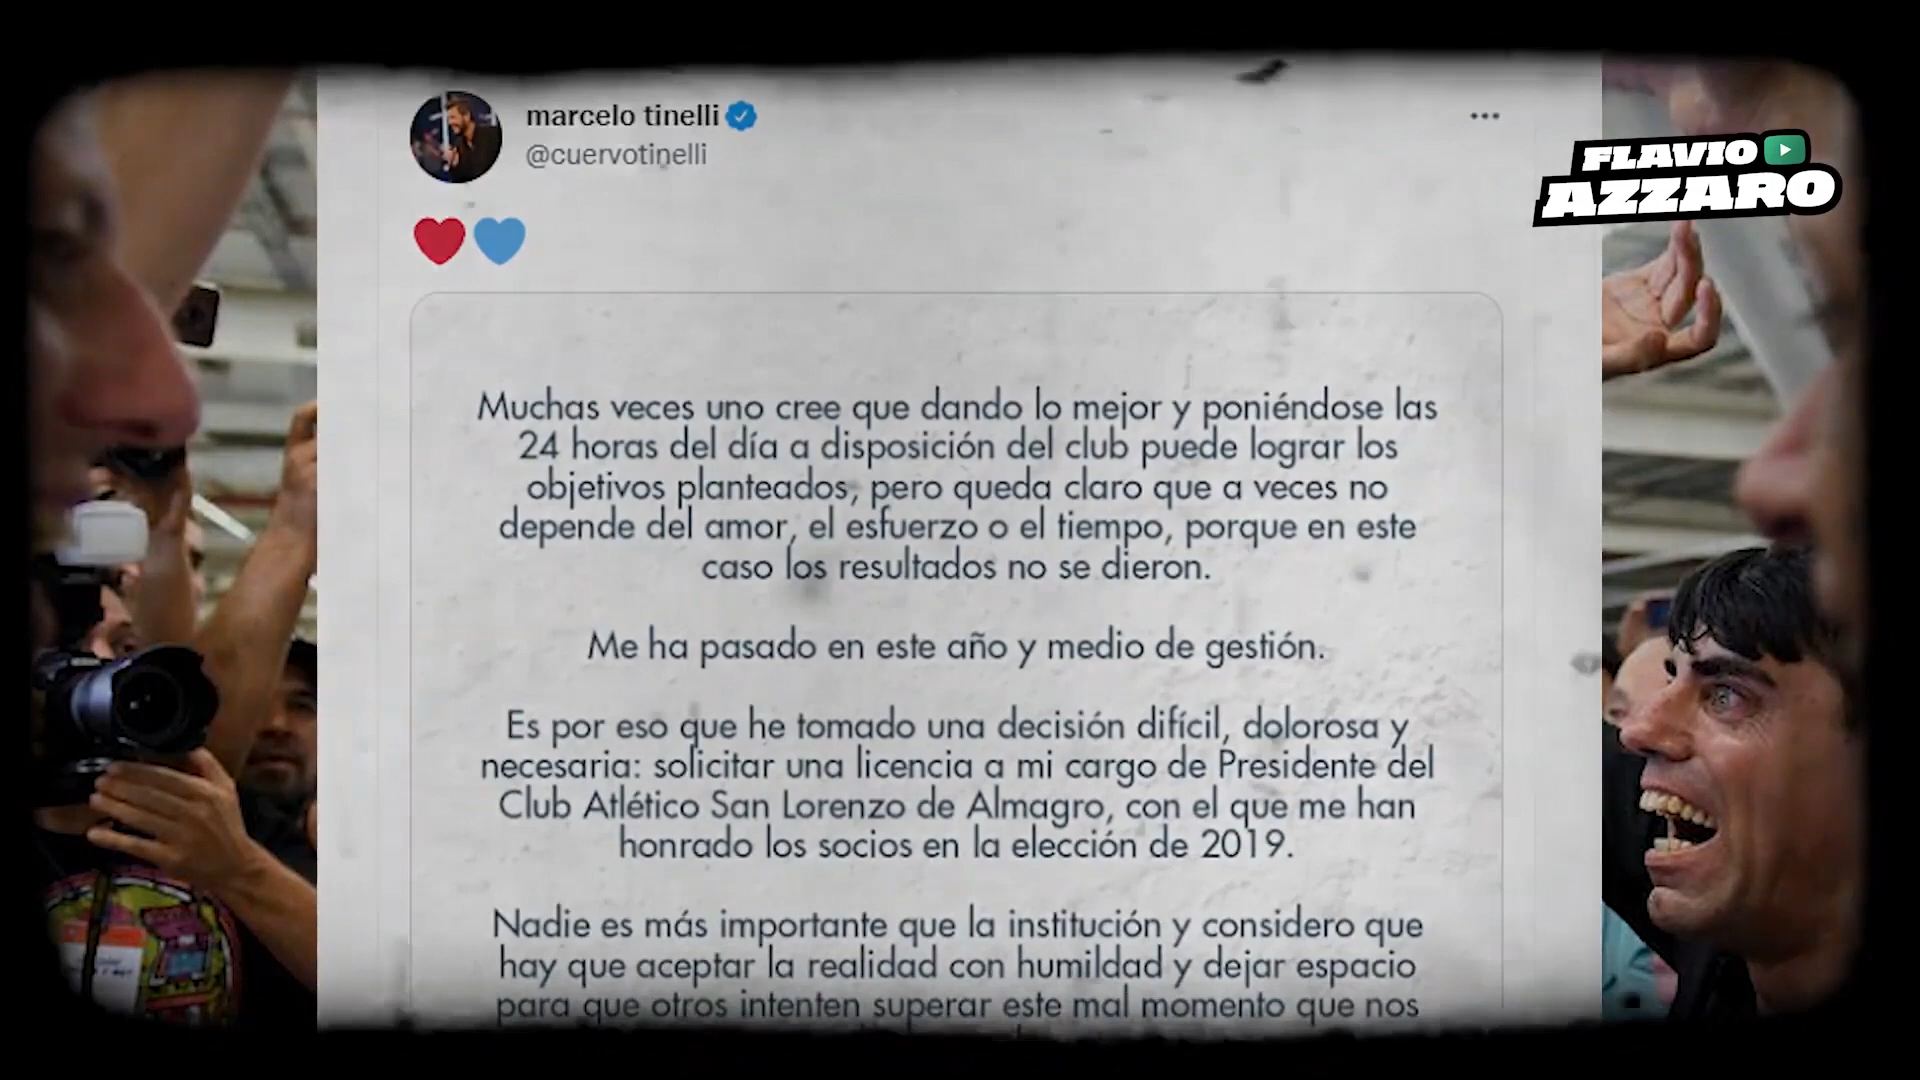 marcelo tinelli
@cuervotinelli
FLAVIO
AZZARO
Muchas veces uno cree que dando lo mejor y poniéndose las
24 horas del día a disposición del club puede lograr los
objetivos planteados, pero queda claro que a veces no
depende del amor, el esfuerzo o el tiempo, porque en este
caso los resultados no se dieron.
Me ha pasado en este año y medio de gestión.
Es por eso que he tomado una decisión difícil, dolorosa y
necesaria: solicitar una licencia a mi cargo de Presidente del
Club Atlético San Lorenzo de Almagro, con el que me han
honrado los socios en la elección de 2019.
Nadie es más importante que la institución y considero que
hay que aceptar la realidad con humildad y dejar espacio
para que otros intenten superar este mal momento que nos